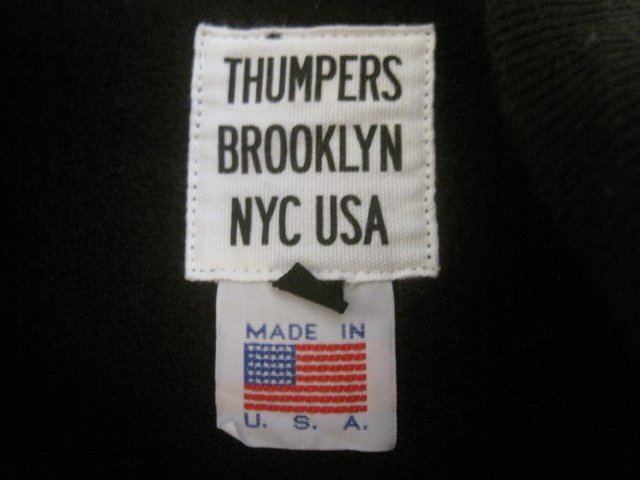 THUMPERS
BROOKLYN
NYC USA
MADE IN
U. S. A.